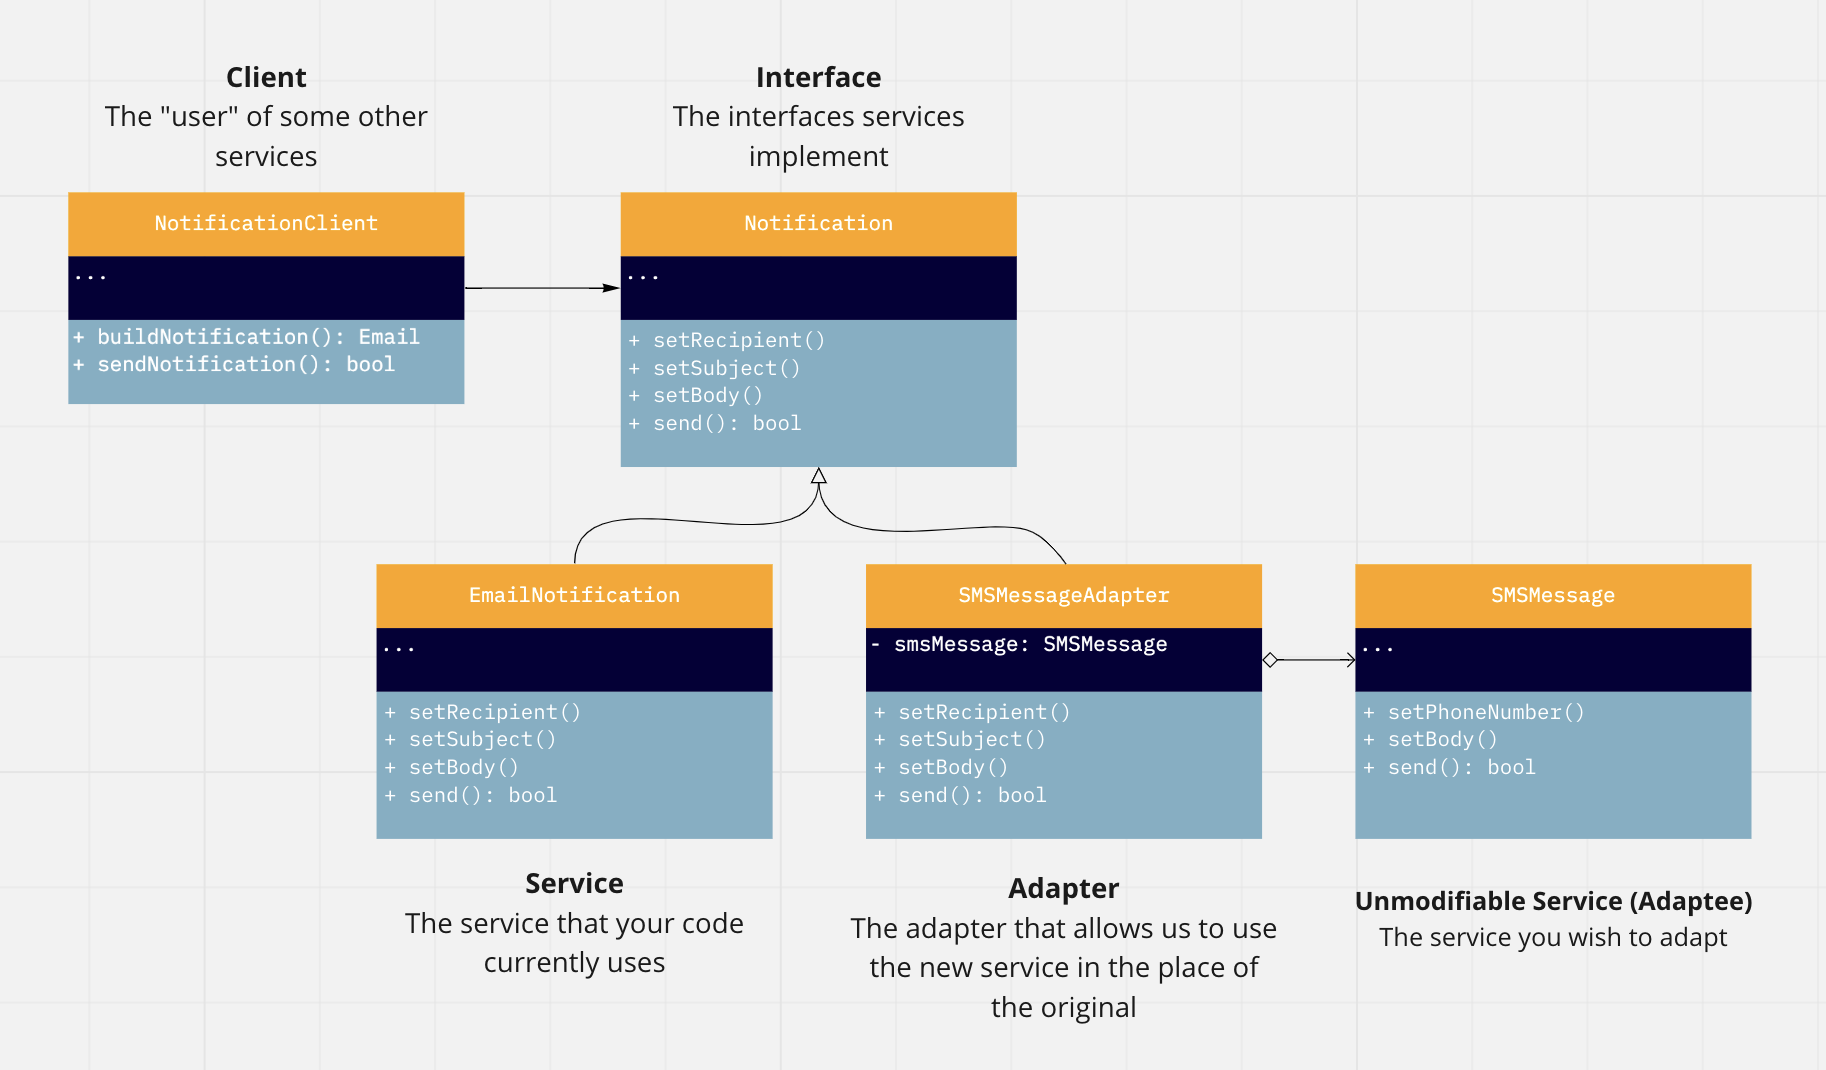 Client
The "user" of some other
services
Interface
The interfaces services
implement
NotificationClient
...
+ buildNotification(): Email
+ sendNotification(): bool
Notification
...
+ setRecipient()
+ setSubject()
+ setBody()
+ send(): bool
EmailNotification
...
+ setRecipient()
+ setSubject()
+ setBody()
+ send(): bool
Service
The service that your code
currently uses
SMSMessageAdapter
- smsMessage: SMSMessage
+ setRecipient()
+ setSubject()
+ setBody()
+ send(): bool
Adapter
The adapter that allows us to use
the new service in the place of
the original
SMSMessage
...
+ setPhoneNumber()
+ setBody()
+ send(): bool
Unmodifiable Service (Adaptee)
The service you wish to adapt